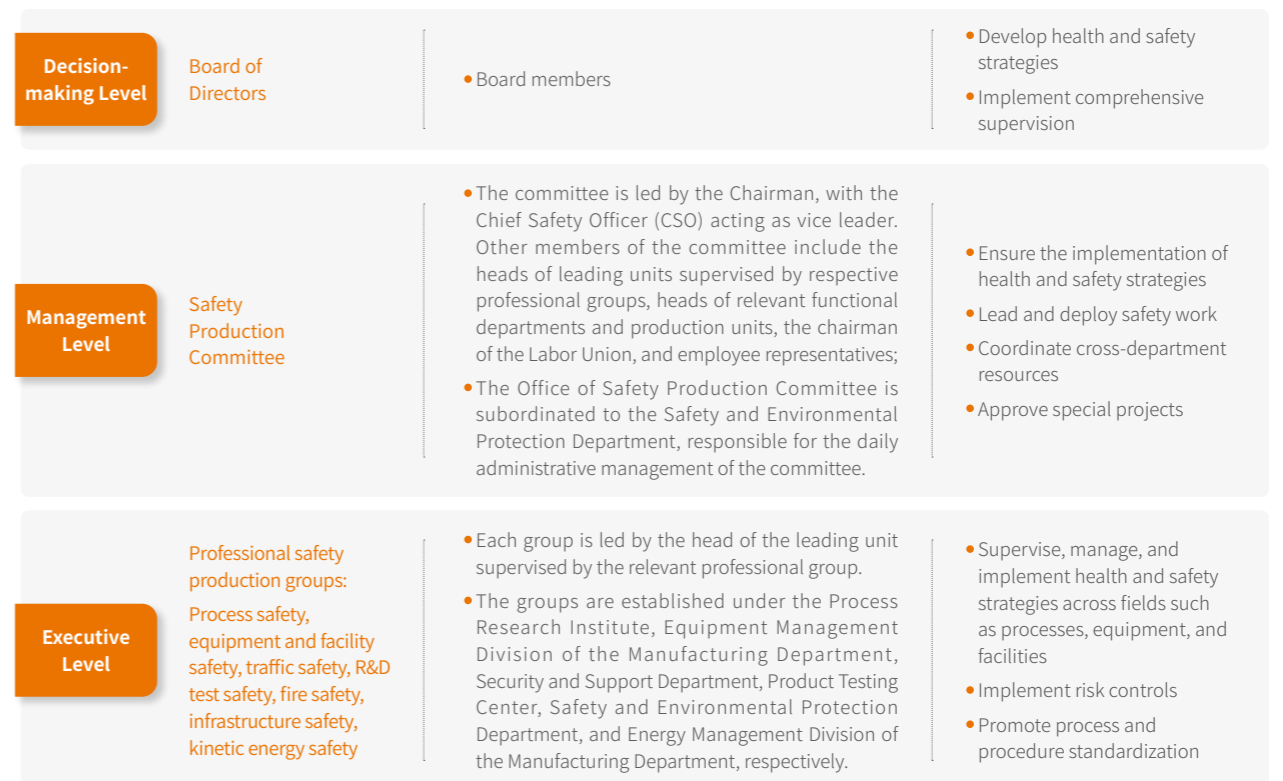 Decision-
making Level
Board of
Directors
Board members
Develop health and safety
strategies
Implement comprehensive
supervision
Management
Level
Safety
Production
Committee
The committee is led by the Chairman, with the
Chief Safety Officer (CSO) acting as vice leader.
Other members of the committee include the
heads of leading units supervised by respective
professional groups, heads of relevant functional
departments and production units, the chairman
of the Labor Union, and employee representatives;
The Office of Safety Production Committee is
subordinated to the Safety and Environmental
Protection Department, responsible for the daily
administrative management of the committee.
Ensure the implementation of
health and safety strategies
Lead and deploy safety work
Coordinate cross-department
resources
Approve special projects
Executive
Level
Professional safety
production groups:
Process safety,
equipment and facility
safety, traffic safety, R&D
test safety, fire safety,
infrastructure safety,
kinetic energy safety
Each group is led by the head of the leading unit
supervised by the relevant professional group.
The groups are established under the Process
Research Institute, Equipment Management
Division of the Manufacturing Department,
Security and Support Department, Product Testing
Center, Safety and Environmental Protection
Department, and Energy Management Division of
the Manufacturing Department, respectively.
Supervise, manage, and
implement health and safety
strategies across fields such
as processes, equipment, and
facilities
Implement risk controls
Promote process and
procedure standardization